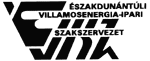 ÉSZAKDUNÁNTÚLI
VILLAMOSENERGIA-IPARI
SZAKSZERVEZET